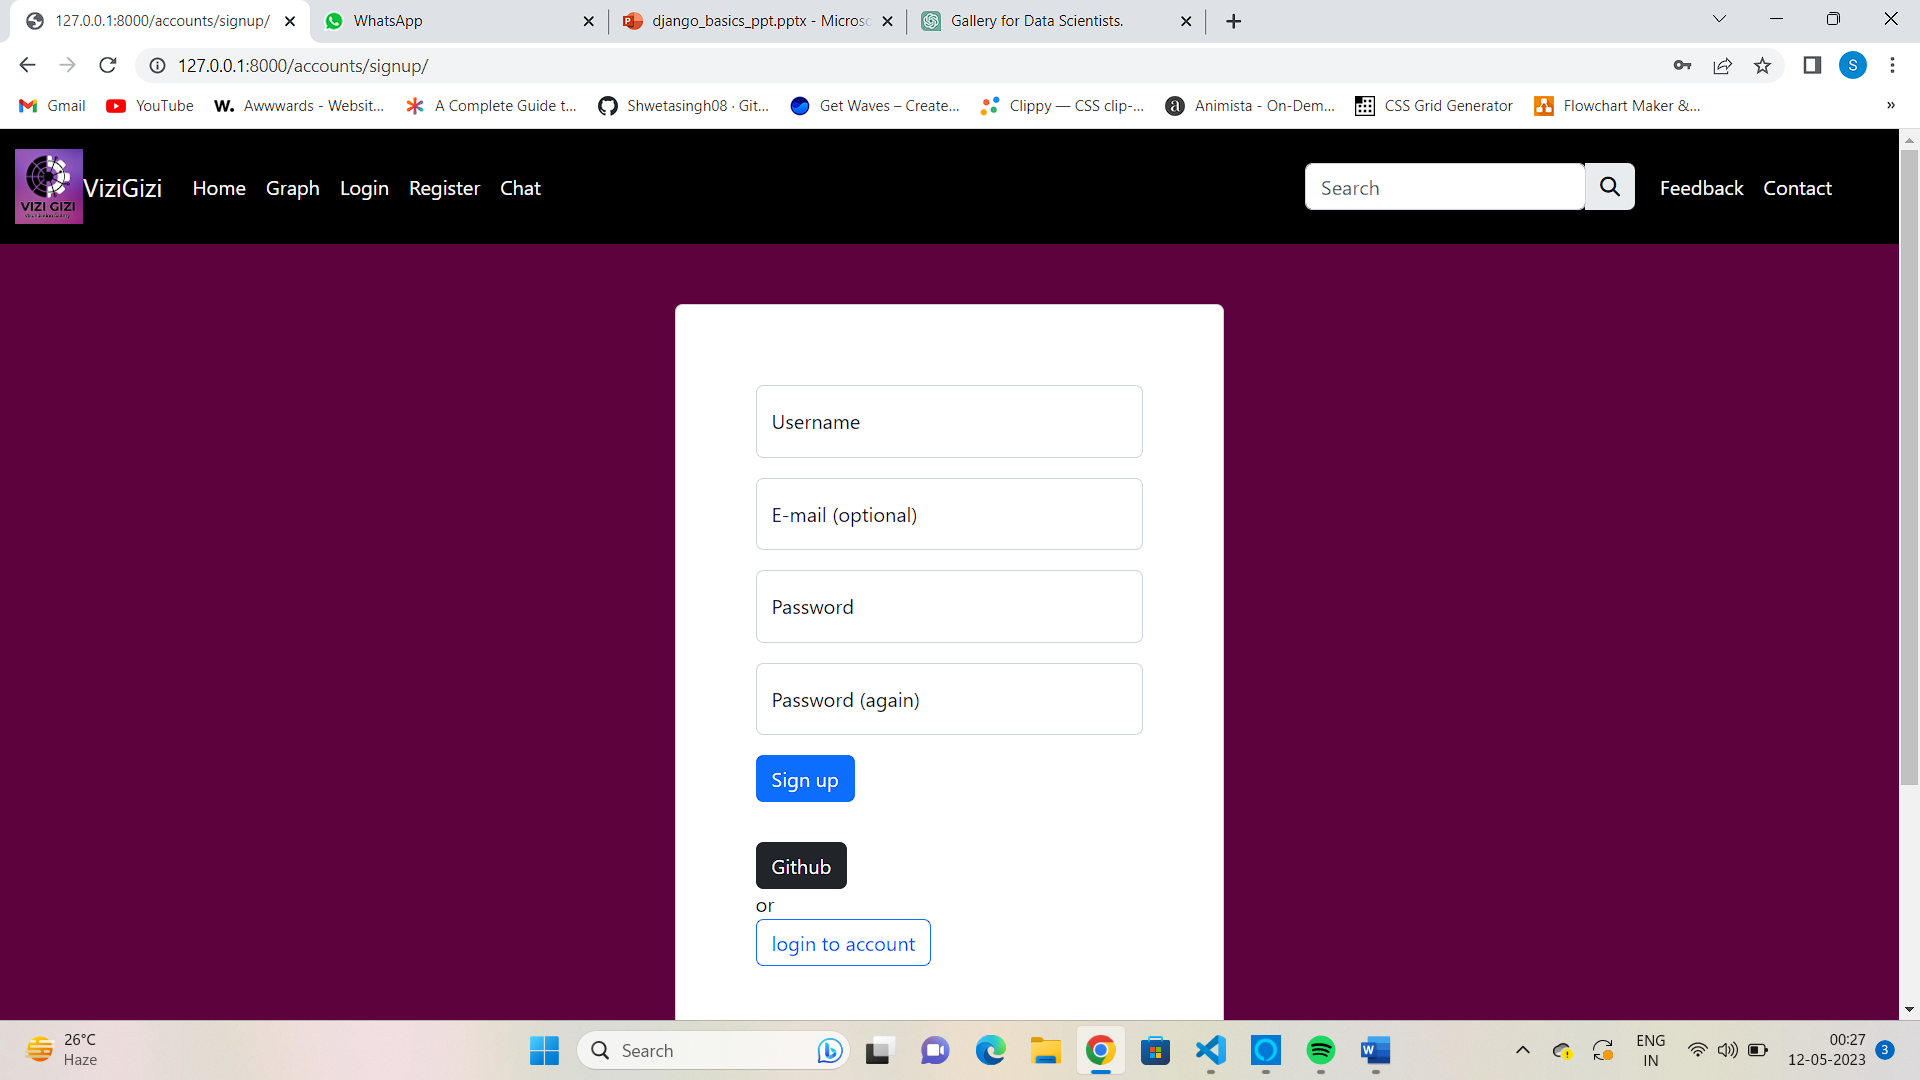 127.0.0.1:8000/accounts/signup/
WhatsApp
django_basics_ppt.pptx - Microsc
Gallery for Data Scientists.
127.0.0.1:8000/accounts/signup/
S
Gmail
YouTube
W. Awwwards - Websit...
A Complete Guide t...
Shwetasingh08 · Git...
Get Waves – Create...
Clippy — CSS clip-...
a Animista - On-Dem...
CSS Grid Generator
Flowchart Maker &...
»
VIZI GIZI
ViziGizi
Home
Graph
Login
Register
Chat
Search
Feedback
Contact
Username
E-mail (optional)
Password
Password (again)
Sign up
Github
or
login to account
26°C
Haze
Search
W
ENG
IN
00:27
12-05-2023
3